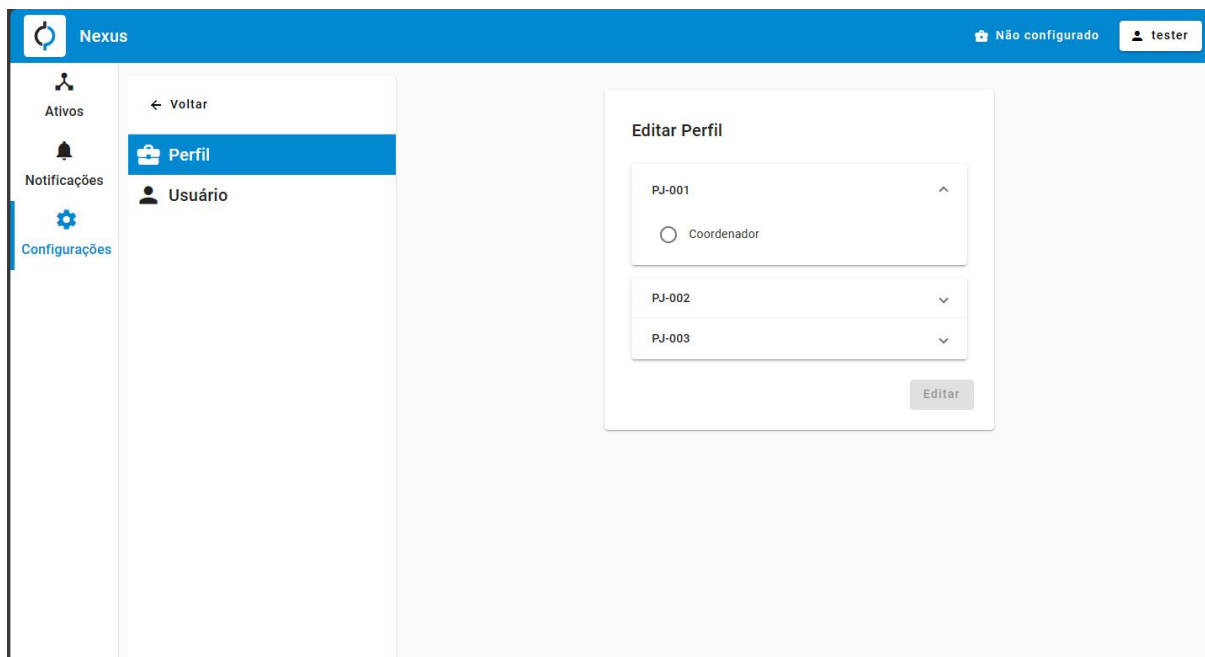 Nexus
Não configurado
tester
Ativos
Notificações
Configurações
Voltar
Perfil
Usuário
Editar Perfil
PJ-001
Coordenador
PJ-002
PJ-003
Editar